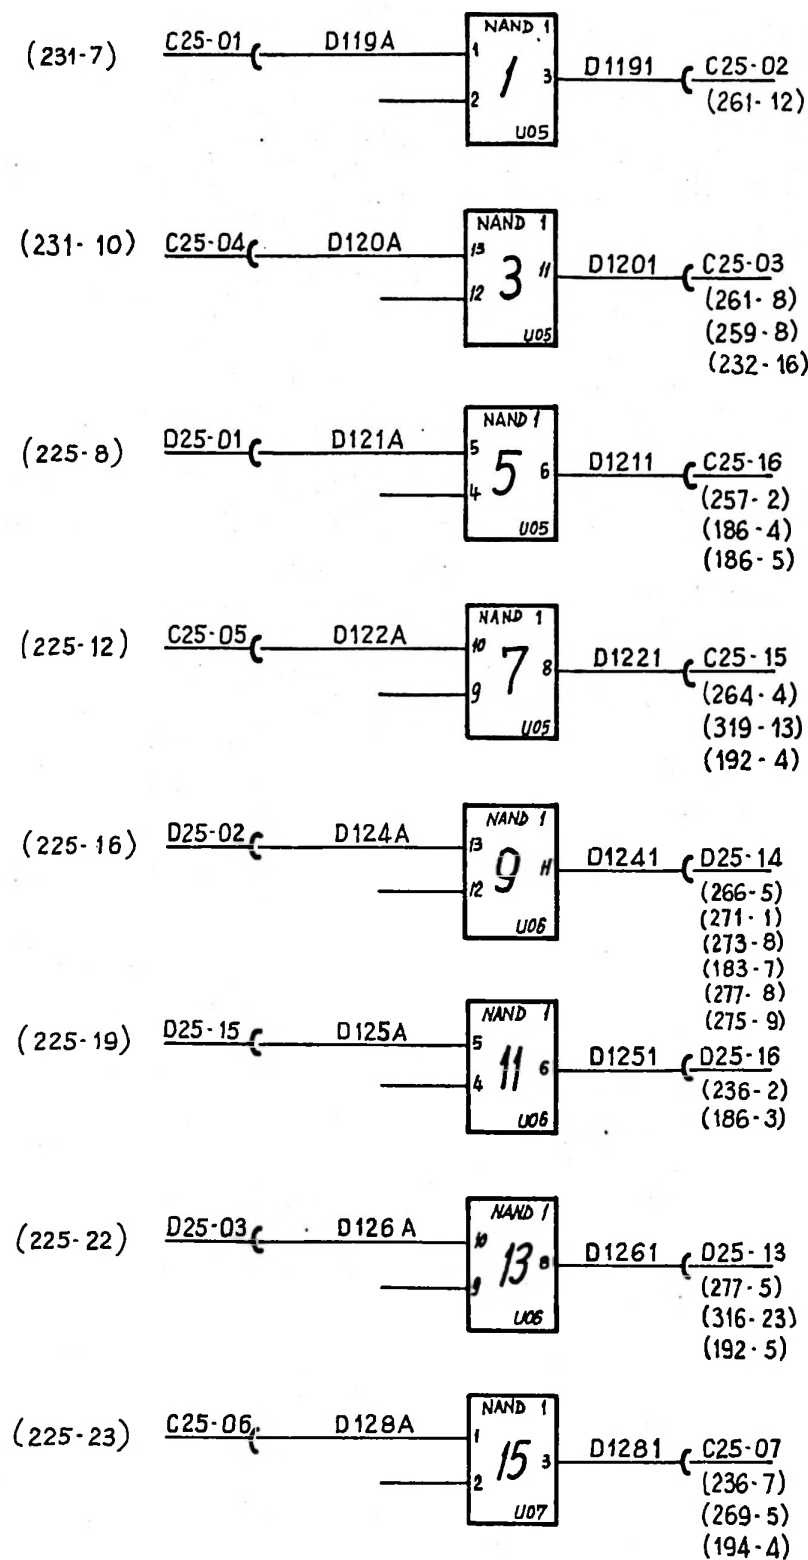 NAND 1
(231-7) C25-01 D119A 1 1 3 D1191 C25-02
2 (261-12)
U05
NAND 1
(231-10) C25-04 D120A 13 3 11 D1201 C25-03
12 (261-8)
U05 (259-8)
(232-16)
NAND 1
(225-8) D25-01 D121A 5 5 6 D1211 C25-16
4 (257-2)
U05 (186-4)
(186-5)
NAND 1
(225-12) C25-05 D122A 10 7 8 D1221 C25-15
9 (264-4)
U05 (319-13)
(192-4)
NAND 1
(225-16) D25-02 D124A 13 9 11 D1241 D25-14
12 (266-5)
(271-1)
U06 (273-8)
(183-7)
(277-8)
NAND 1 (275-9)
(225-19) D25-15 D125A 5 11 6 D1251 D25-16
4 (236-2)
U06 (186-3)
NAND 1
(225-22) D25-03 D126A 10 13 8 D1261 D25-13
9 (277-5)
U06 (316-23)
(192-5)
NAND 1
(225-23) C25-06 D128A 1 15 3 D1281 C25-07
2 (236-7)
U07 (269-5)
(194-4)